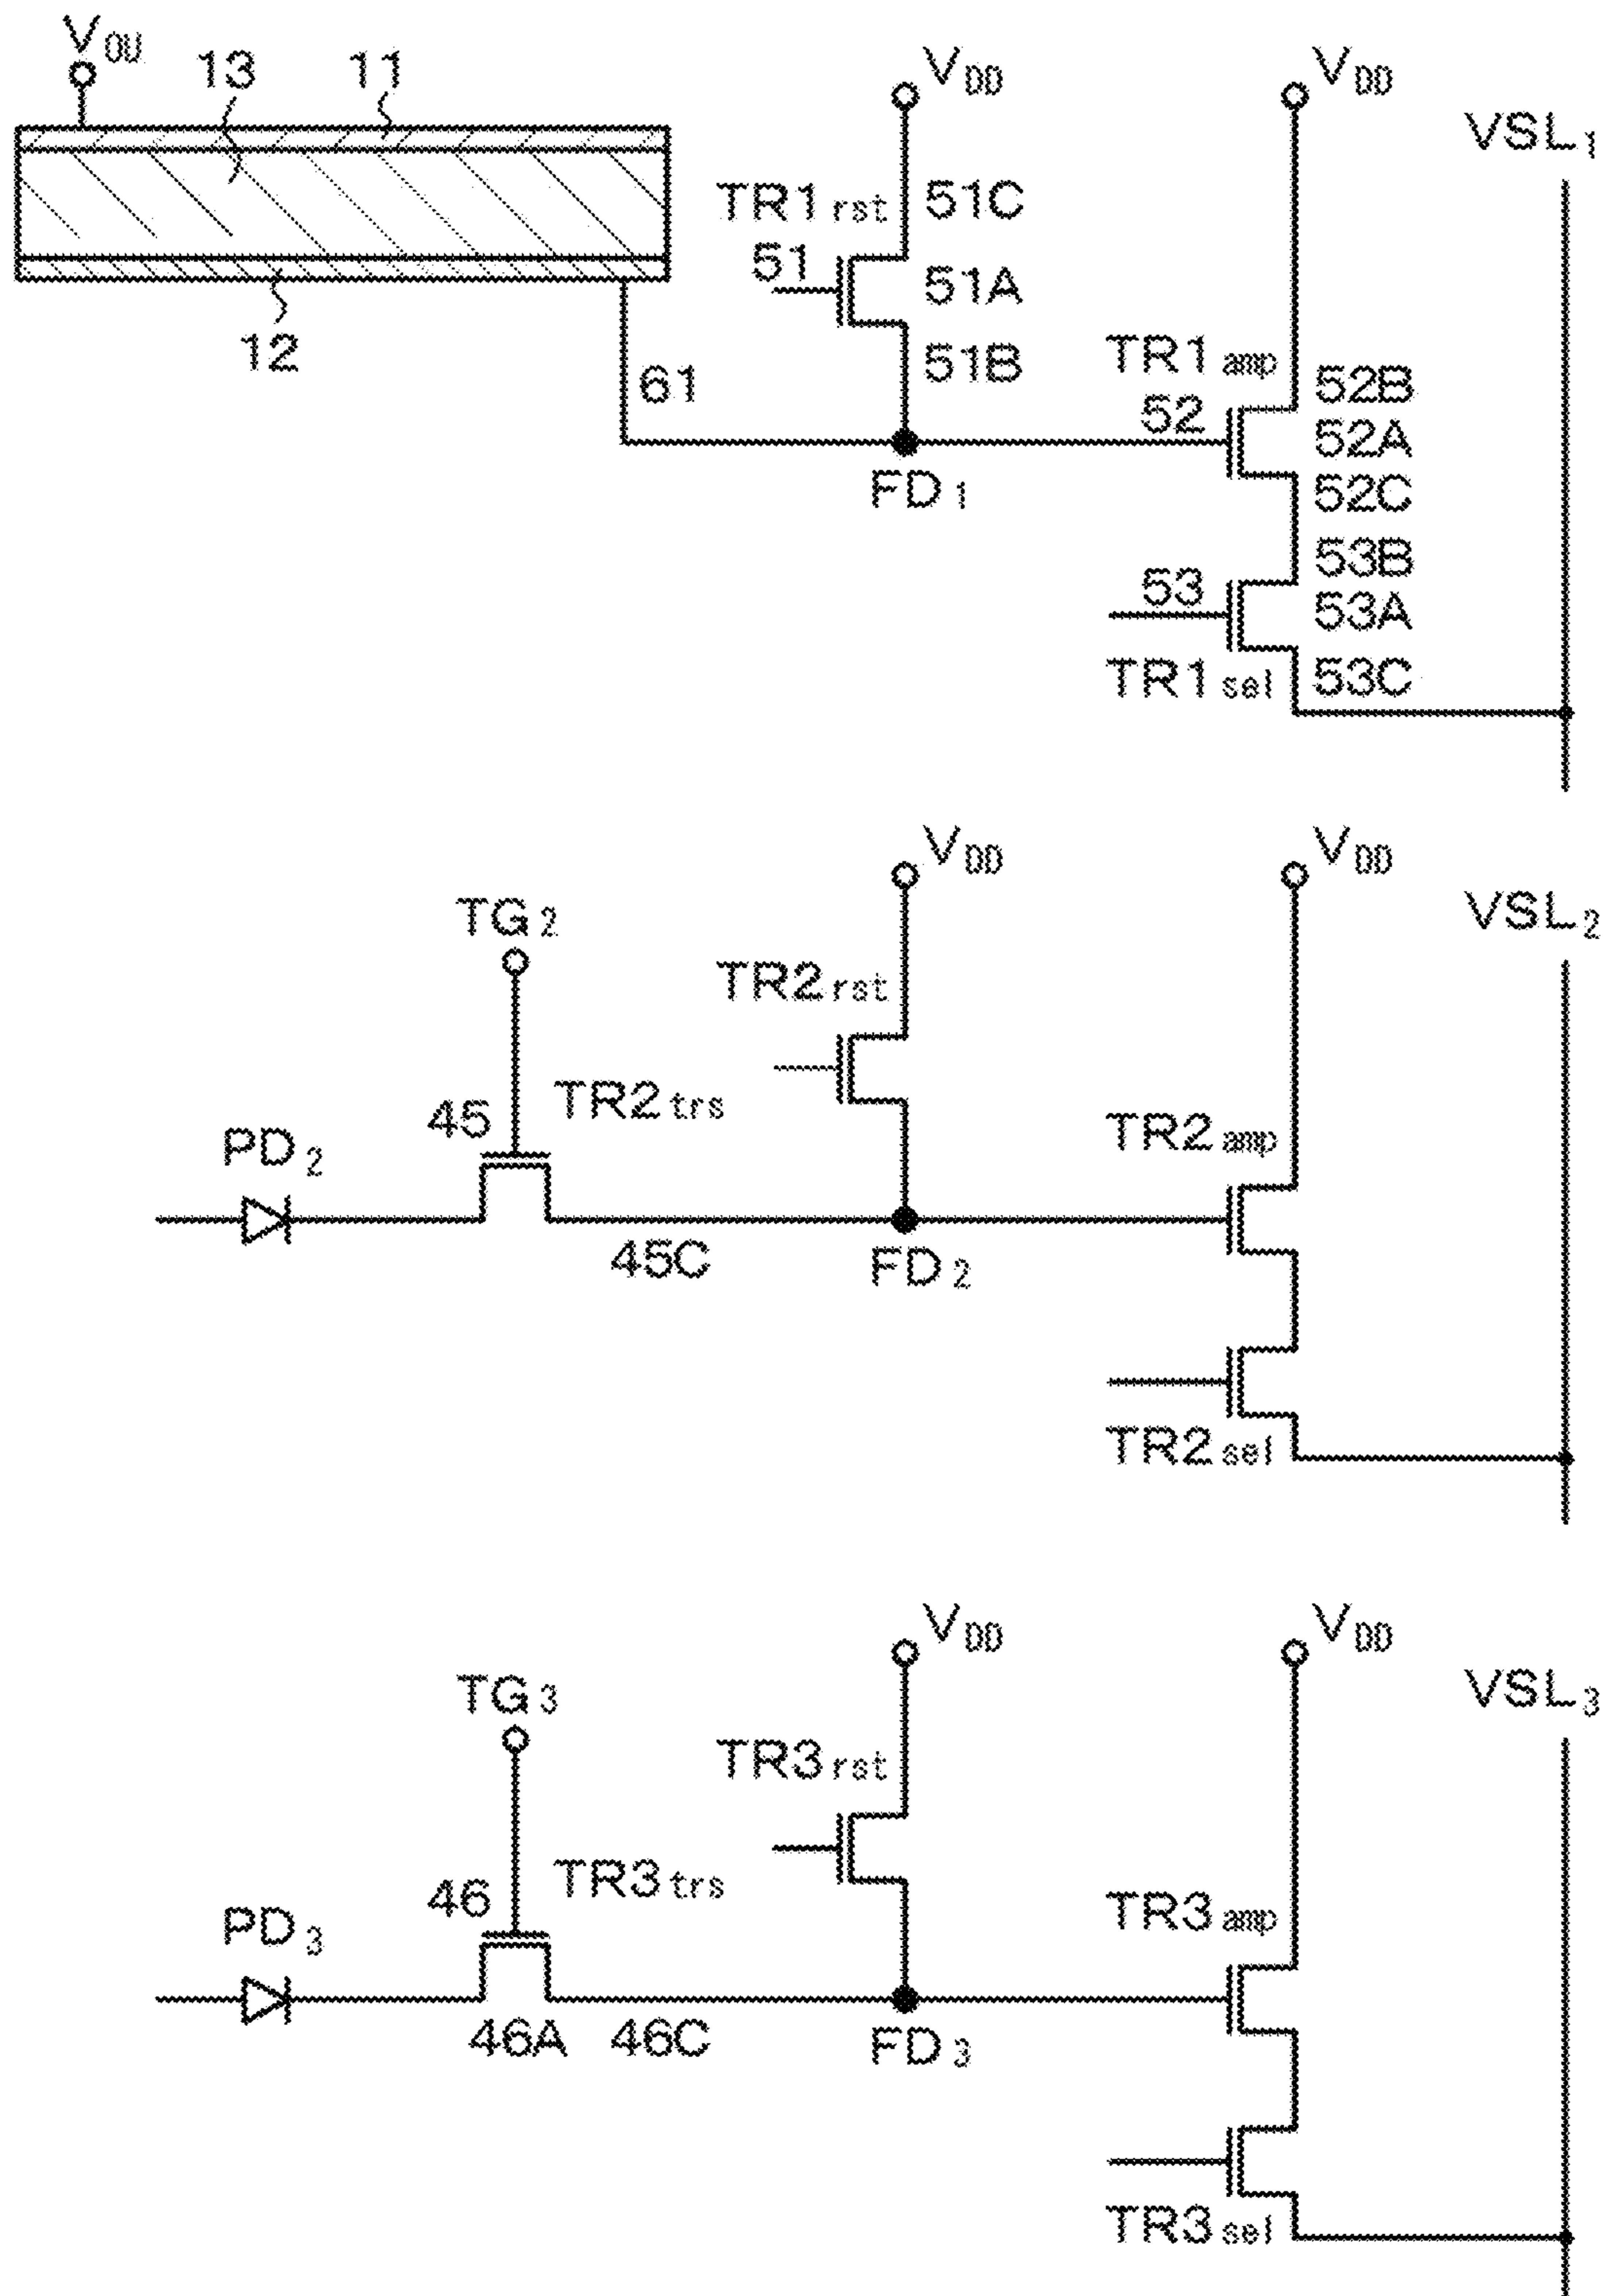 VOU
13
11
VDD
VDD
VSL1
TR1rst
51C
51
51A
12
51B
61
TR1amp
52B
52
52A
FD1
52C
53B
53
53A
TR1sel
53C
VDD
VDD
VSL2
TG2
TR2rst
45
TR2trs
PD2
TR2amp
45C
FD2
TR2sel
VDD
VDD
VSL3
TG3
TR3rst
46
TR3trs
PD3
TR3amp
46A
46C
FD3
TR3sel